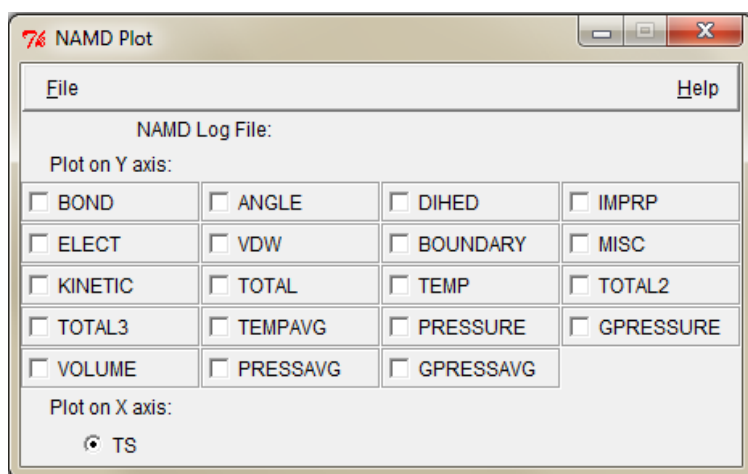 NAMD Plot
File Help
NAMD Log File:
Plot on Y axis:
BOND ANGLE DIHED IMPRP
ELECT VDW BOUNDARY MISC
KINETIC TOTAL TEMP TOTAL2
TOTAL3 TEMPAVG PRESSURE GPRESSURE
VOLUME PRESSAVG GPRESSAVG
Plot on X axis:
TS